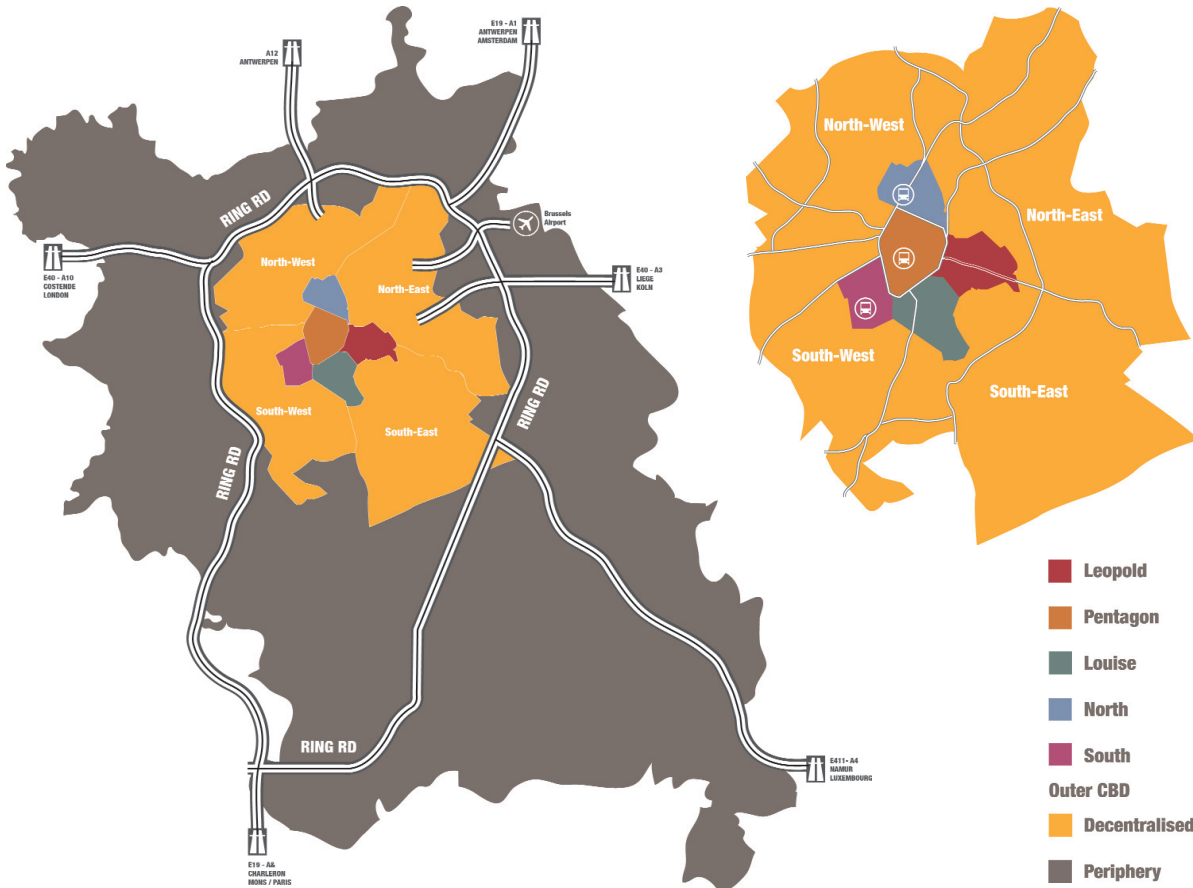 E19 - A1
ANTWERPEN
AMSTERDAM
A12
ANTWERPEN
RING RD
Brussels
Airport
E40 - A10
COSTENDE
LONDON
North-West
North-East
E40 - A3
LIEGE
KOLN
South-West
South-East
RING RD
RING RD
RING RD
E411- A4
NAMUR
LUXEMBOURG
E19 - A&
CHARLERON
MONS / PARIS
North-West
North-East
South-West
South-East
Leopold
Pentagon
Louise
North
South
Outer CBD
Decentralised
Periphery